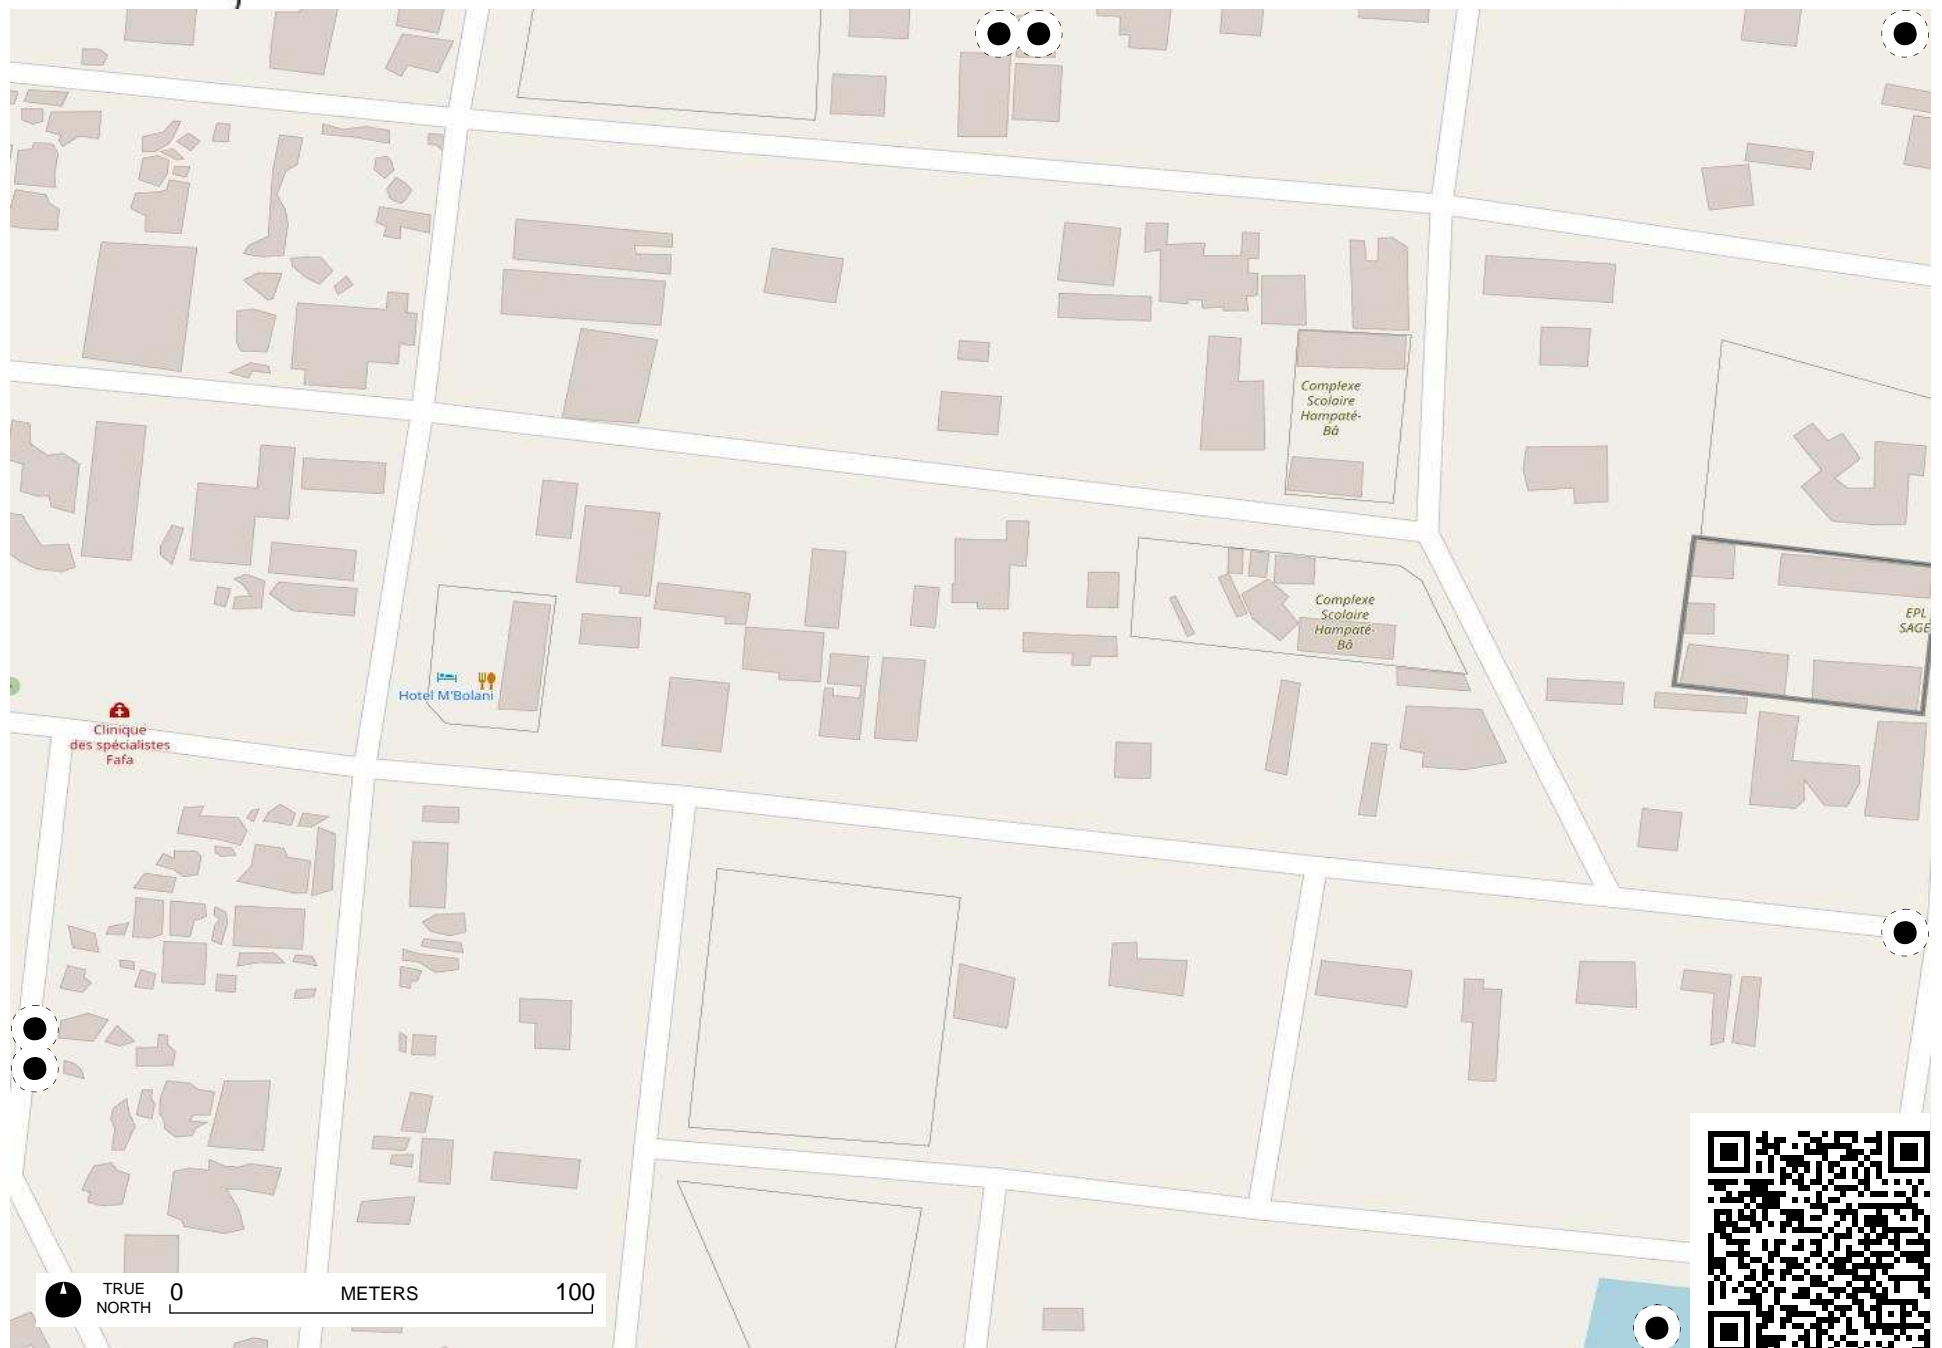 Complexe
Scolaire
Hampaté-
Bâ
Complexe
Scolaire
Hampaté-
Bâ
EPL
SAGE
Hotel M'Bolani
Clinique
des spécialistes
Fafa
TRUE
NORTH
0
METERS
100